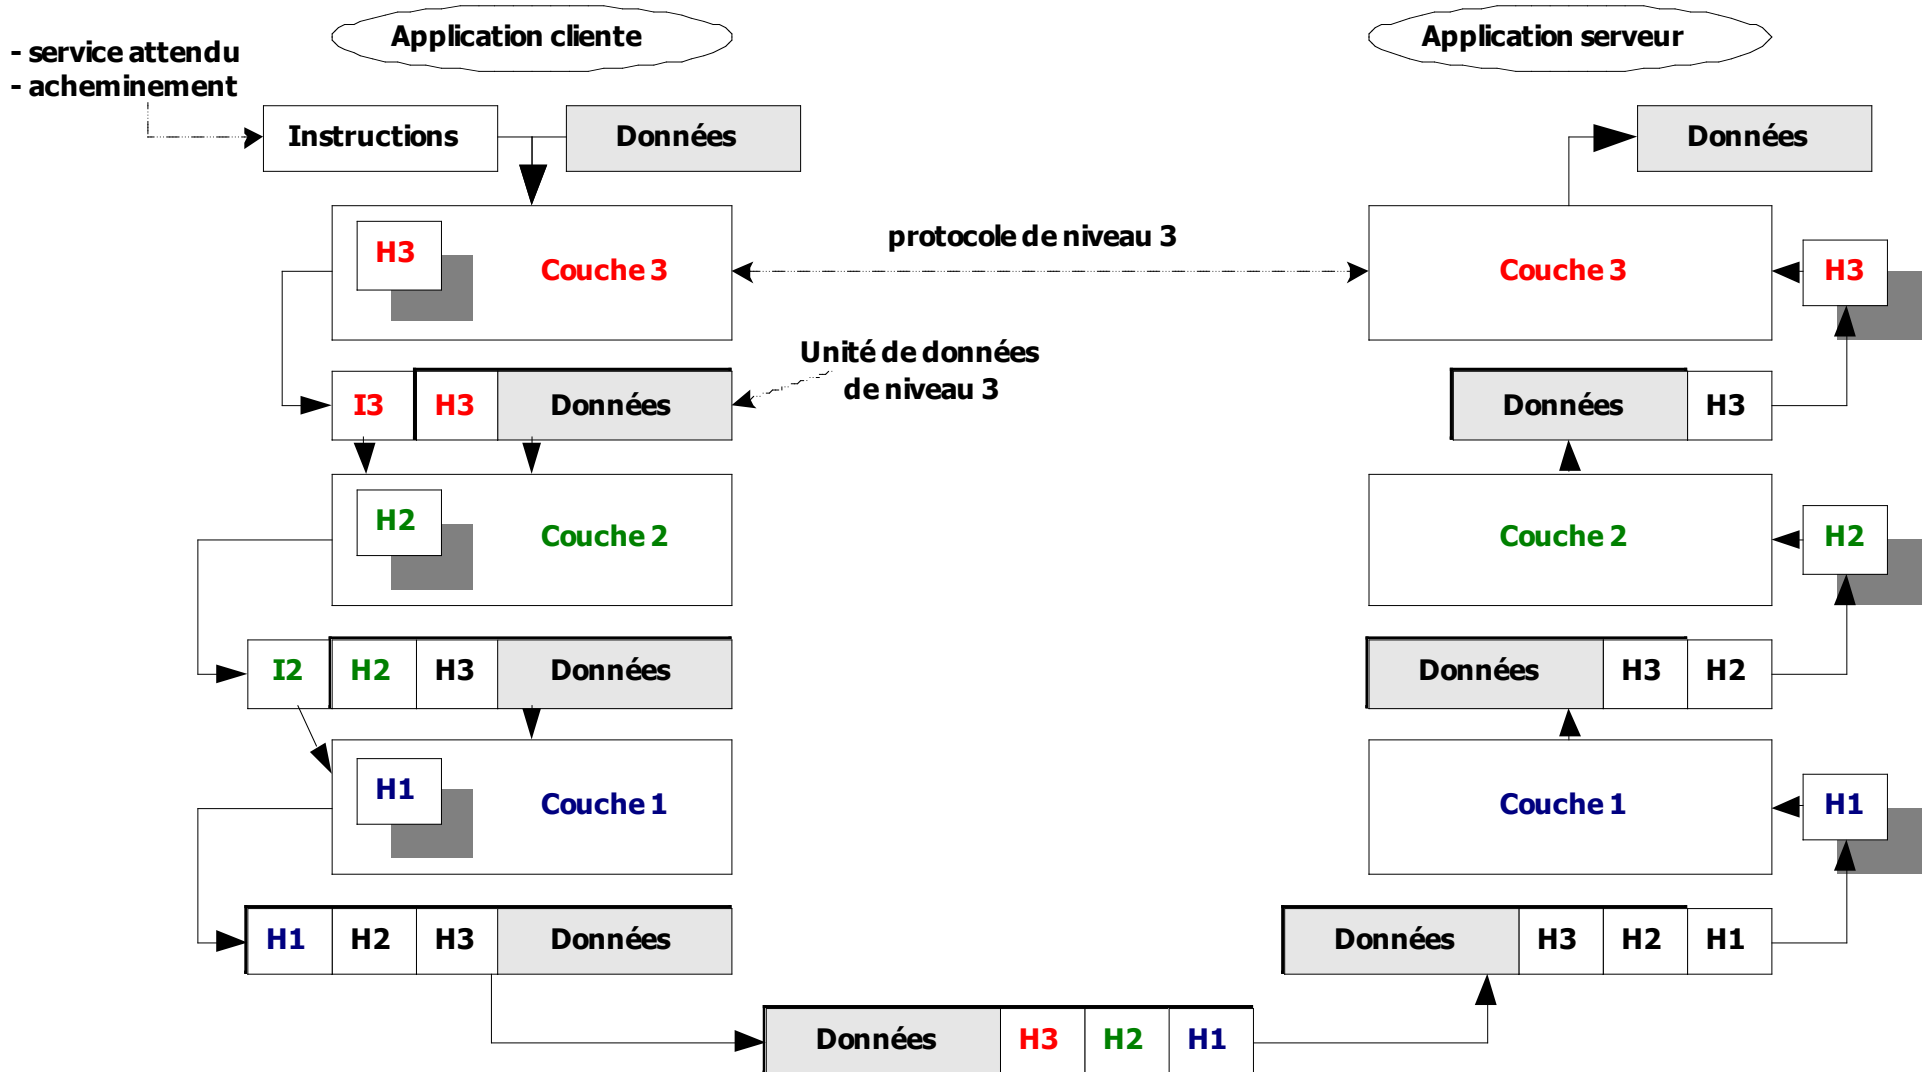 Application cliente
Application serveur
- service attendu
- acheminement
Instructions
Données
Données
H3
Couche 3
protocole de niveau 3
Couche 3
H3
Unité de données
de niveau 3
I3 H3 Données
Données H3
H2
Couche 2
Couche 2
H2
I2 H2 H3 Données
Données H3 H2
H1
Couche 1
Couche 1
H1
H1 H2 H3 Données
Données H3 H2 H1
Données H3 H2 H1